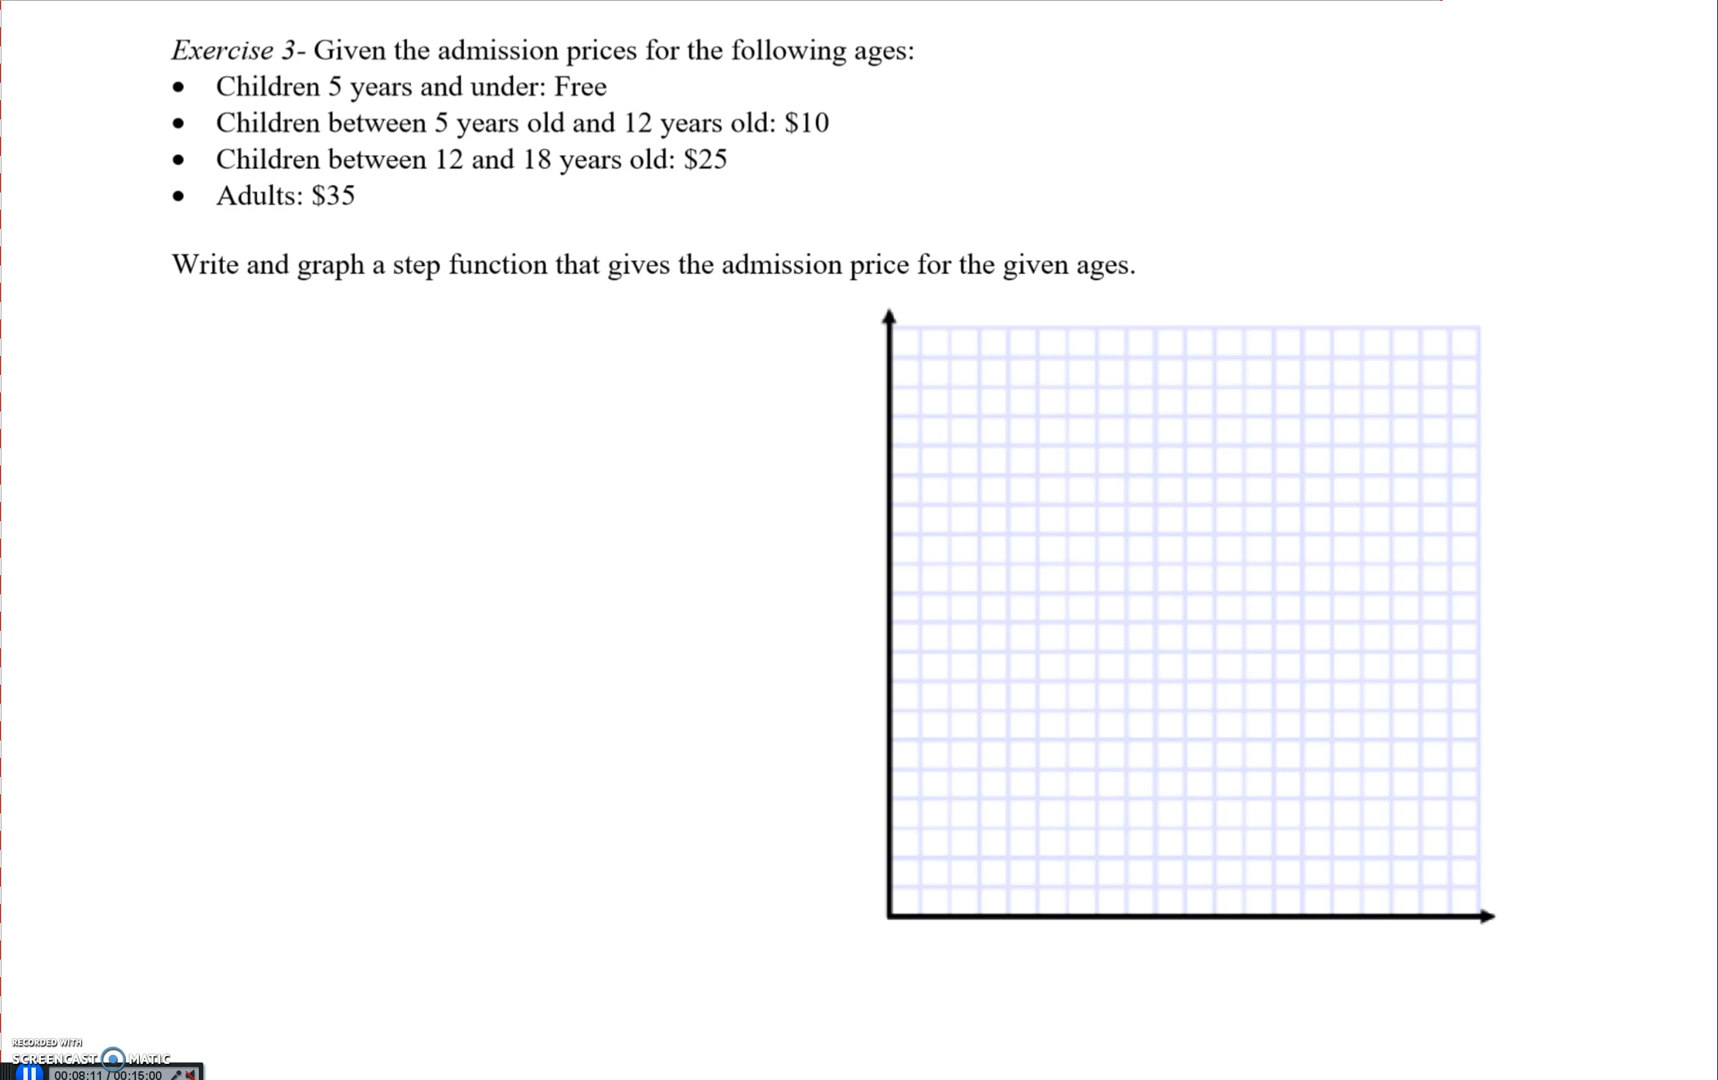 Exercise 3- Given the admission prices for the following ages:
• Children 5 years and under: Free
• Children between 5 years old and 12 years old: $10
• Children between 12 and 18 years old: $25
• Adults: $35
Write and graph a step function that gives the admission price for the given ages.
RECORDED WITH
SCREENCAST MATIC
00:08:11 / 00:15:00